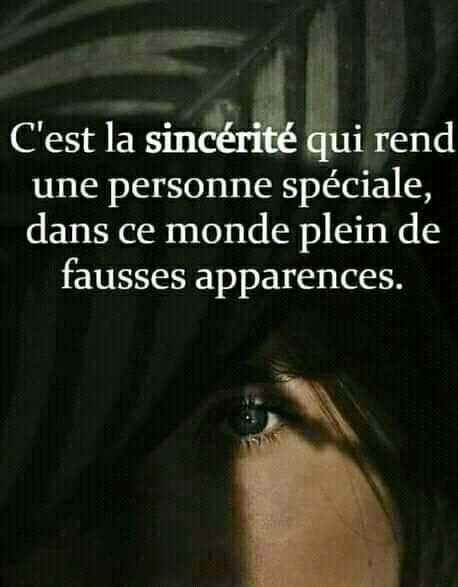 C'est la sincérité qui rend
une personne spéciale,
dans ce monde plein de
fausses apparences.